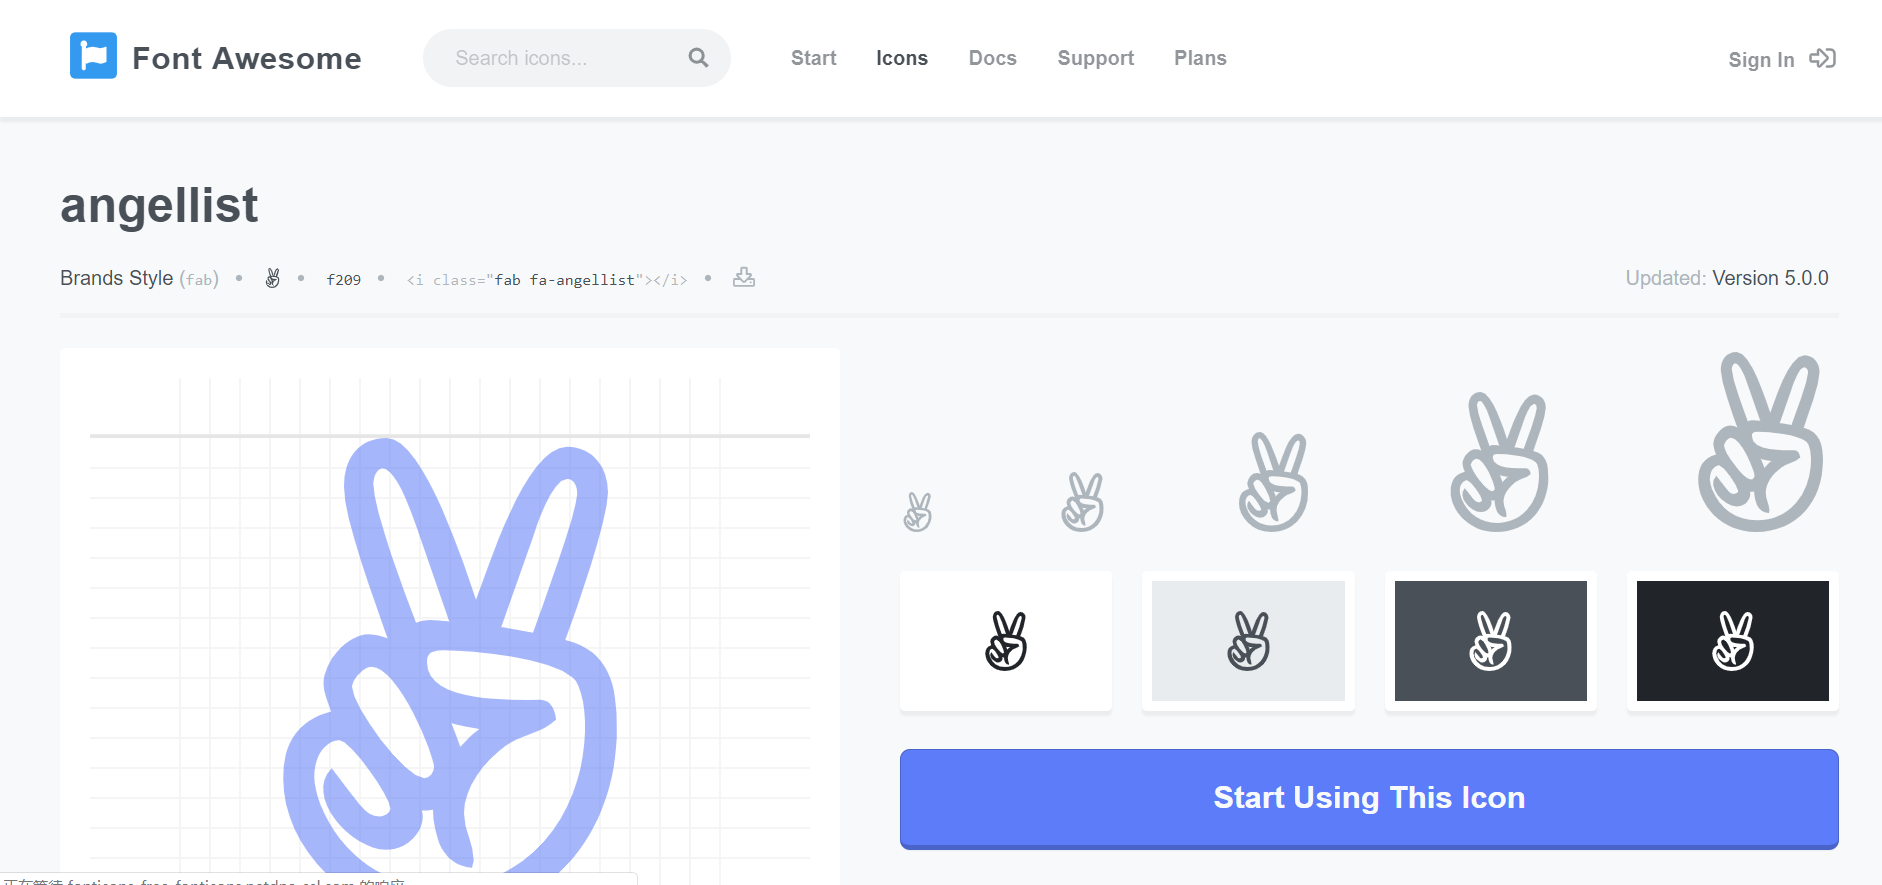 Font Awesome
Search icons...
Start Icons Docs Support Plans
Sign In
angellist
Brands Style (fab) • • f209 • <i class="fab fa-angellist"></i> •
Updated: Version 5.0.0
Start Using This Icon